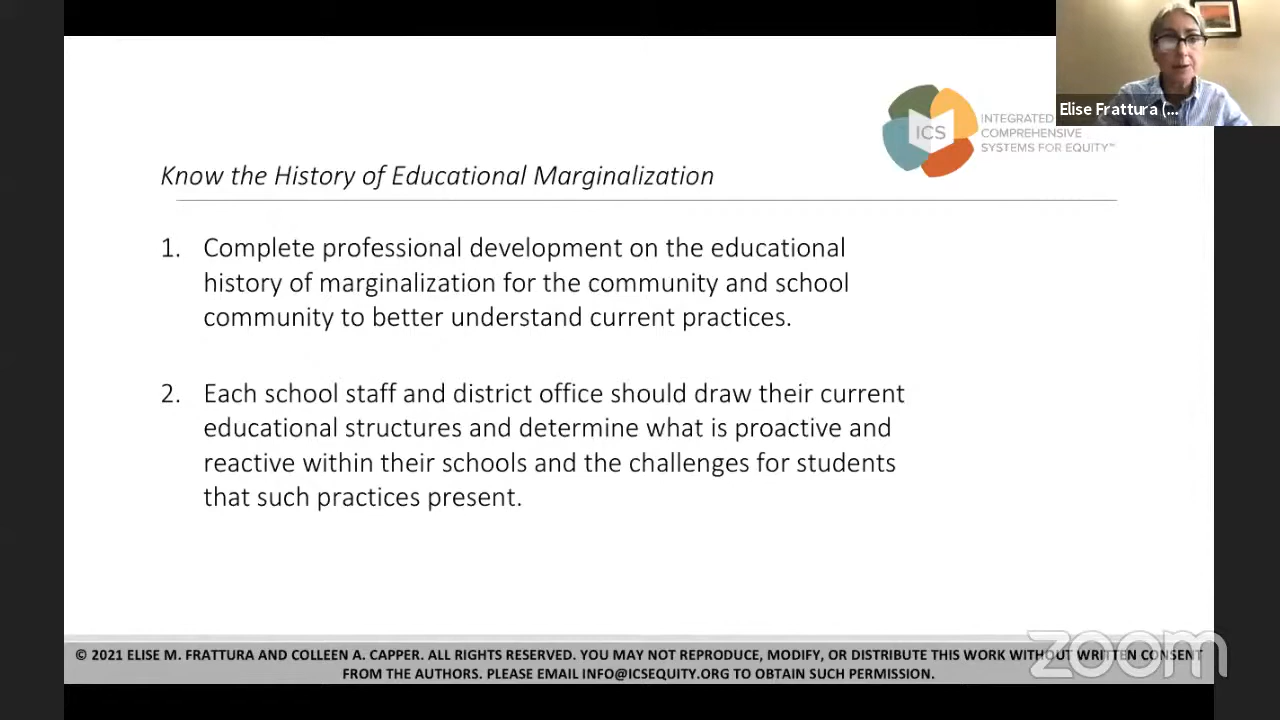 Elise Frattura (...
ICS
INTEGRATED
COMPREHENSIVE
SYSTEMS FOR EQUITY™
Know the History of Educational Marginalization
1. Complete professional development on the educational
history of marginalization for the community and school
community to better understand current practices.
2. Each school staff and district office should draw their current
educational structures and determine what is proactive and
reactive within their schools and the challenges for students
that such practices present.
zoom
© 2021 ELISE M. FRATTURA AND COLLEEN A. CAPPER. ALL RIGHTS RESERVED. YOU MAY NOT REPRODUCE, MODIFY, OR DISTRIBUTE THIS WORK WITHOUT WRITTEN CONSENT
FROM THE AUTHORS. PLEASE EMAIL INFO@ICSEQUITY.ORG TO OBTAIN SUCH PERMISSION.